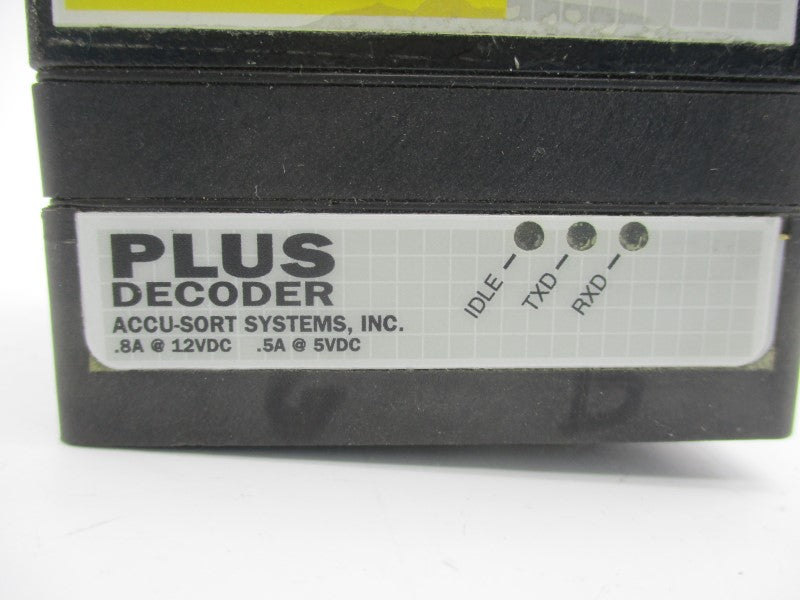 PLUS
DECODER
ACCU-SORT SYSTEMS, INC.
.8A @ 12VDC .5A @ 5VDC
IDLE
TXD
RXD